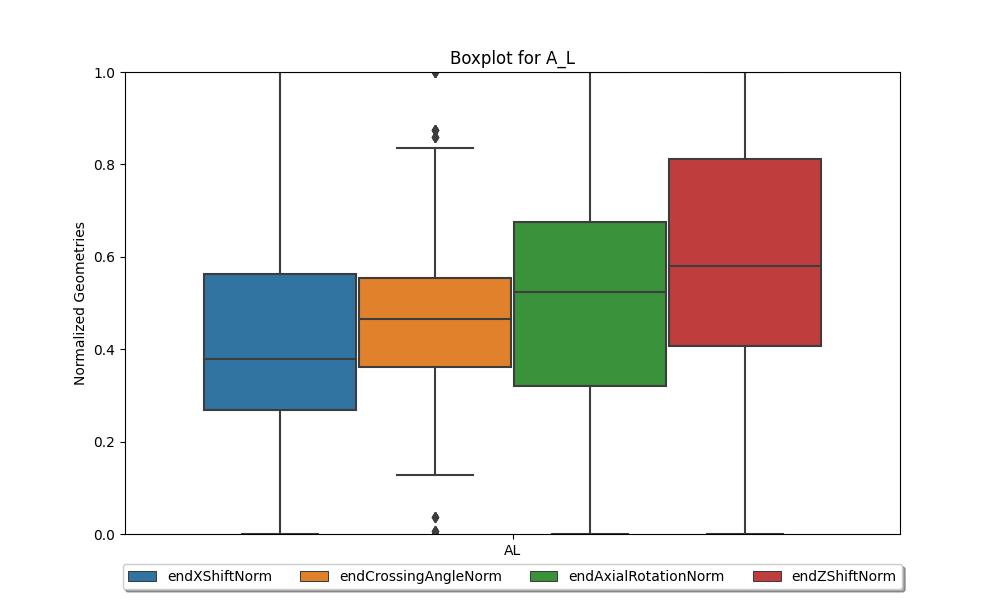 Boxplot for A_L
1.0
0.8
0.6
0.4
0.2
0.0
Normalized Geometries
AL
endXShiftNorm endCrossingAngleNorm endAxialRotationNorm endZShiftNorm